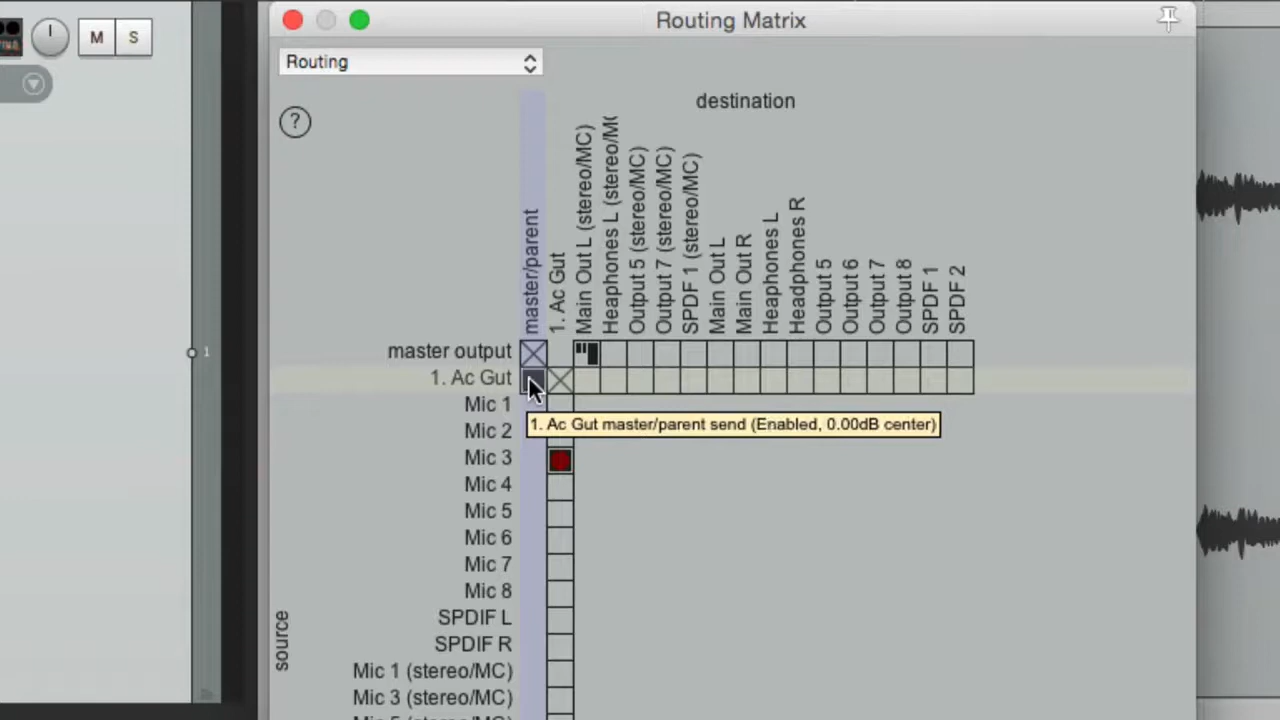 Routing Matrix
M S
Routing
destination
?
master/parent
1. Ac Gut
Main Out L (stereo/MC)
Heaphones L (stereo/M(
Output 5 (stereo/MC)
Output 7 (stereo/MC)
SPDF 1 (stereo/MC)
Main Out L
Main Out R
Heaphones L
Headphones R
Output 5
Output 6
Output 7
Output 8
SPDF 1
SPDF 2
master output
1
1. Ac Gut
Mic 1
1. Ac Gut master/parent send (Enabled, 0.00dB center)
Mic 2
Mic 3
Mic 4
Mic 5
Mic 6
Mic 7
Mic 8
source
SPDIF L
SPDIF R
Mic 1 (stereo/MC)
Mic 3 (stereo/MC)